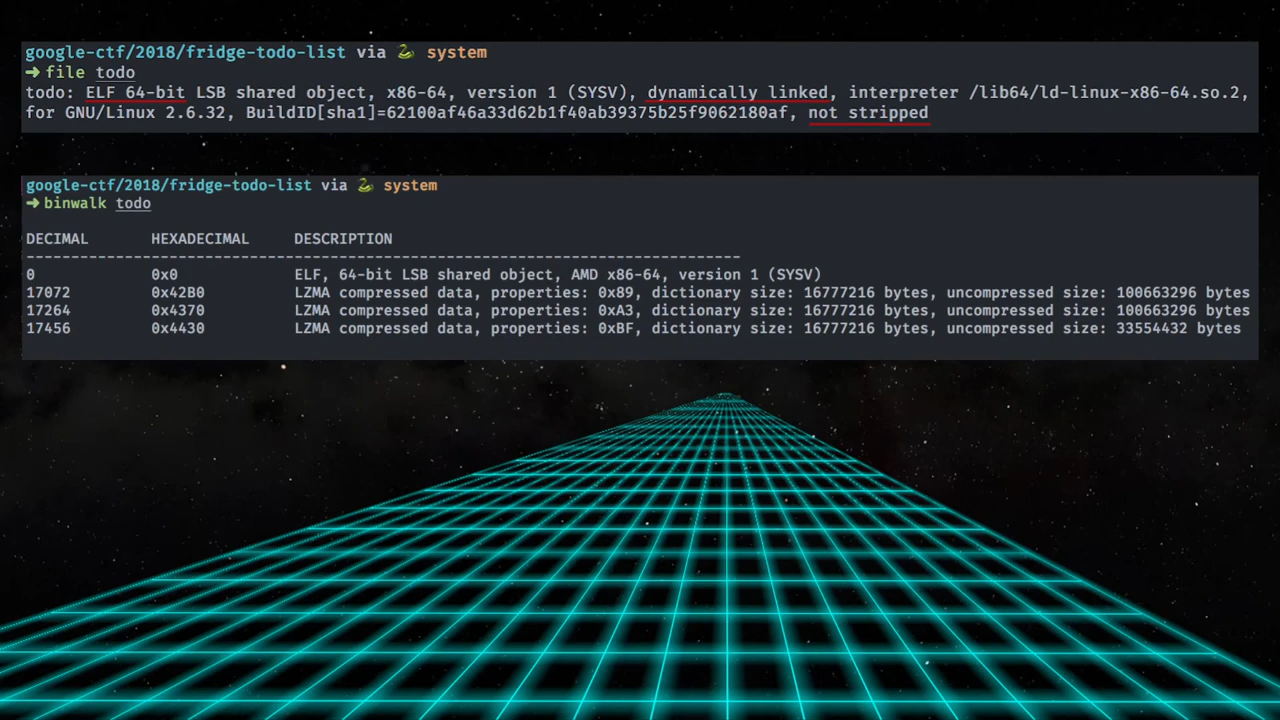 google-ctf/2018/fridge-todo-list via 🐍 system
➜ file todo
todo: ELF 64-bit LSB shared object, x86-64, version 1 (SYSV), dynamically linked, interpreter /lib64/ld-linux-x86-64.so.2,
for GNU/Linux 2.6.32, BuildID[sha1]=62100af46a33d62b1f40ab39375b25f9062180af, not stripped
google-ctf/2018/fridge-todo-list via 🐍 system
➜ binwalk todo
DECIMAL HEXADECIMAL DESCRIPTION
--------------------------------------------------------------------------------
0 0x0 ELF, 64-bit LSB shared object, AMD x86-64, version 1 (SYSV)
17072 0x42B0 LZMA compressed data, properties: 0x89, dictionary size: 16777216 bytes, uncompressed size: 100663296 bytes
17264 0x4370 LZMA compressed data, properties: 0xA3, dictionary size: 16777216 bytes, uncompressed size: 100663296 bytes
17456 0x4430 LZMA compressed data, properties: 0xBF, dictionary size: 16777216 bytes, uncompressed size: 33554432 bytes